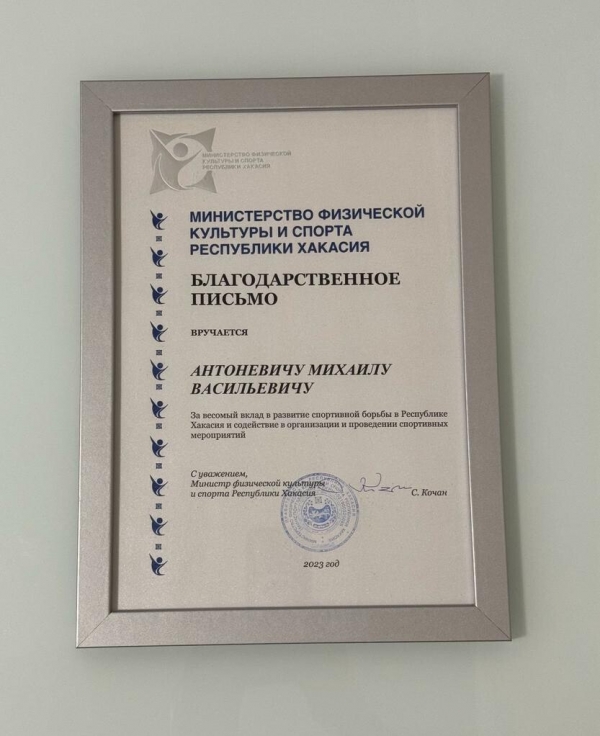 МИНИСТЕРСТВО ФИЗИЧЕСКОЙ
КУЛЬТУРЫ И СПОРТА
РЕСПУБЛИКИ ХАКАСИЯ
МИНИСТЕРСТВО ФИЗИЧЕСКОЙ
КУЛЬТУРЫ И СПОРТА
РЕСПУБЛИКИ ХАКАСИЯ
БЛАГОДАРСТВЕННОЕ
ПИСЬМО
ВРУЧАЕТСЯ
АНТОНЕВИЧУ МИХАИЛУ
ВАСИЛЬЕВИЧУ
За весомый вклад в развитие спортивной борьбы в Республике
Хакасия и содействие в организации и проведении спортивных
мероприятий
С уважением,
Министр физической культуры
и спорта Республики Хакасия
С. Кочан
2023 год